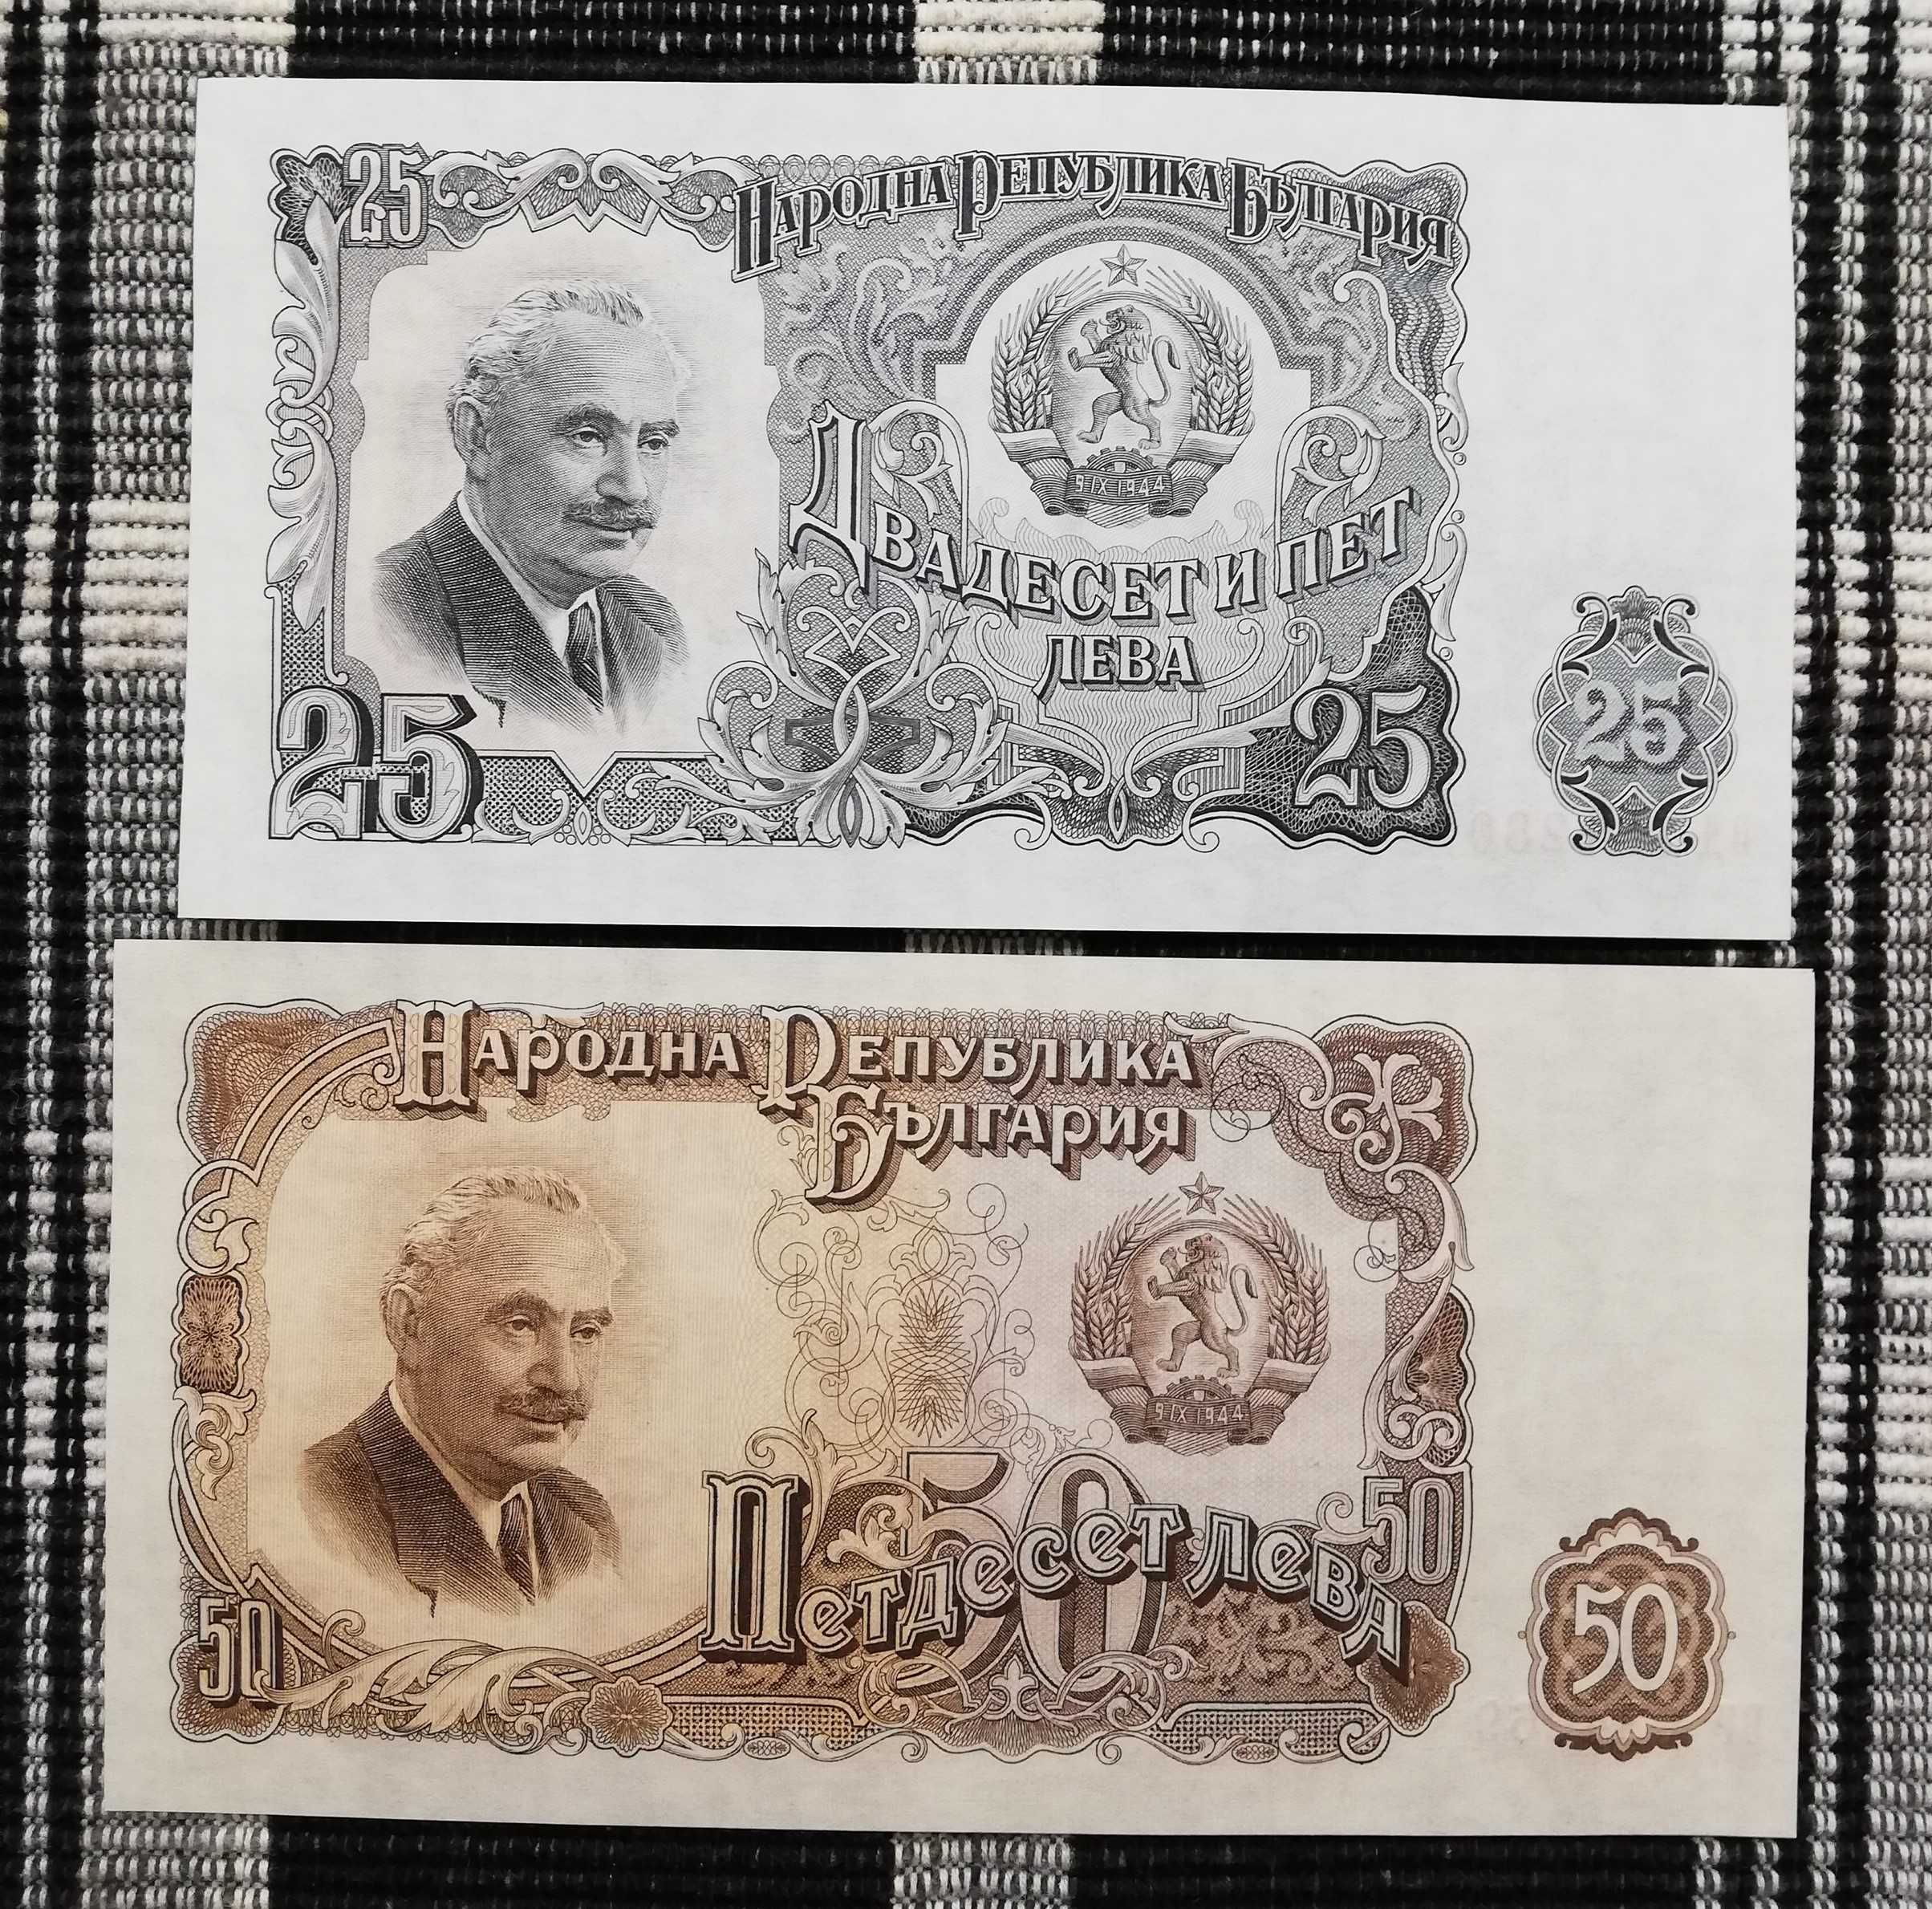 25
Народна Република България
9 IX 1944
Двадесет и пет
лева
25
25
25
Народна Република
България
9 IX 1944
50
50
Петдесет лева
50
50